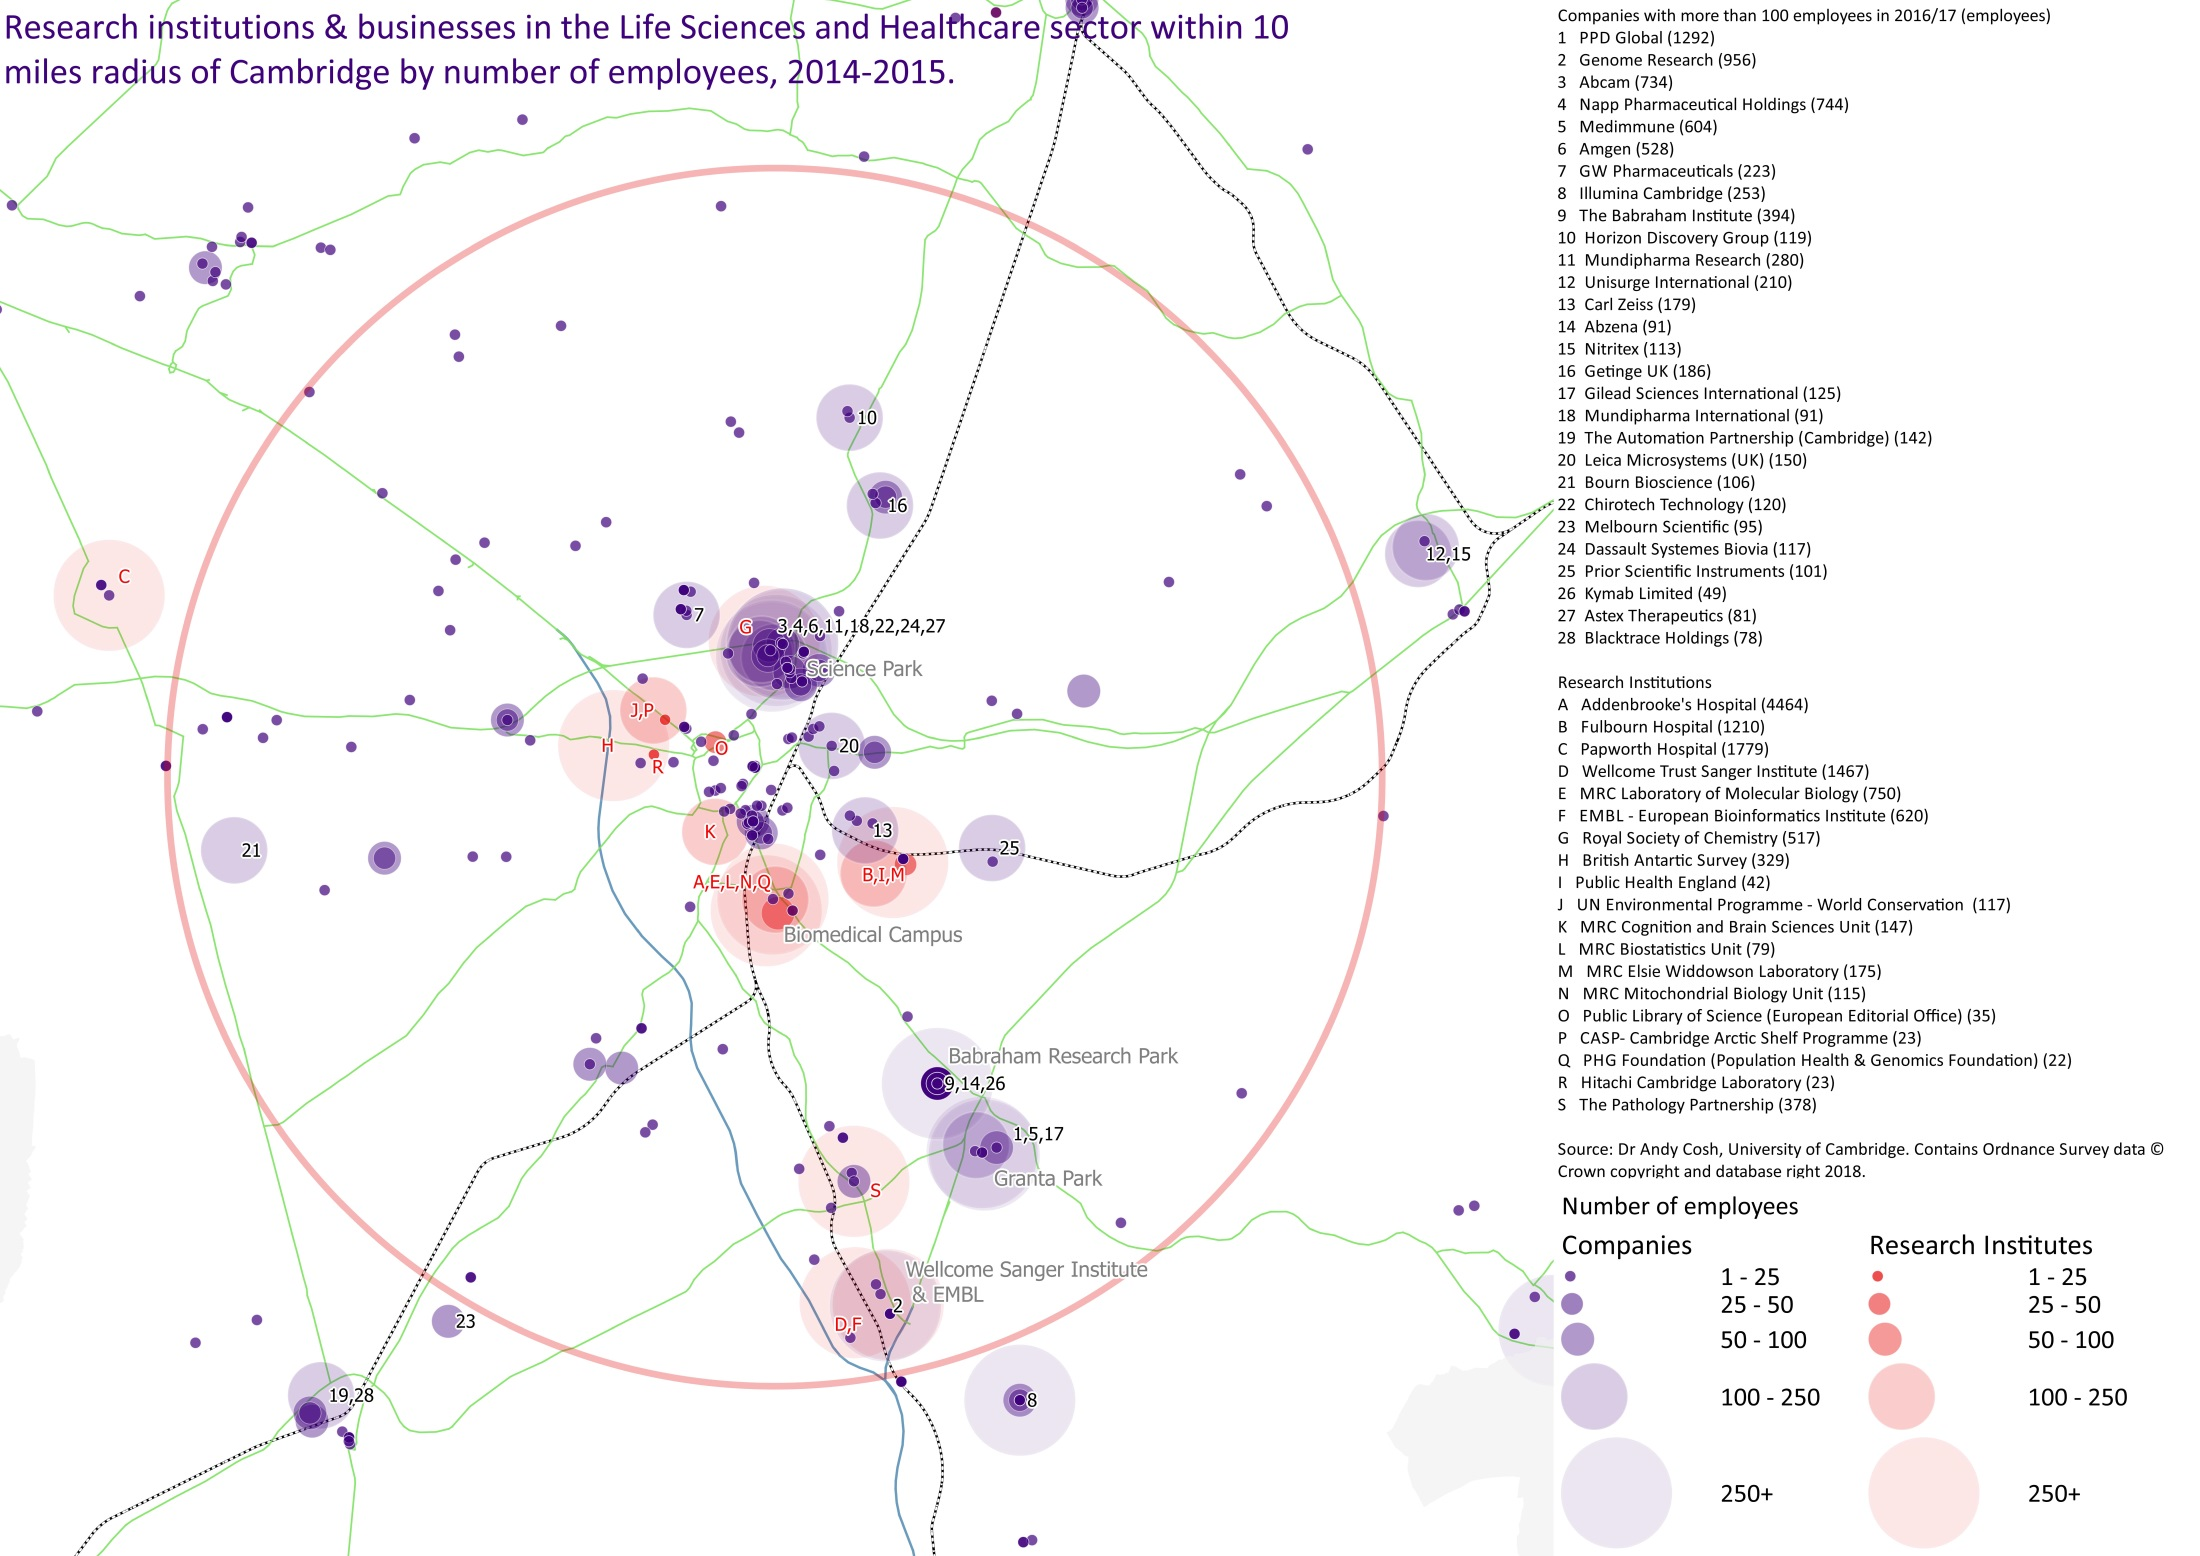 Research institutions & businesses in the Life Sciences and Healthcare sector within 10
miles radius of Cambridge by number of employees, 2014-2015.
10
16
12,15
C
7
G
3,4,6,11,18,22,24,27
Science Park
J,P
H
O
R
20
K
13
21
25
B,I,M
A,E,L,N,Q
Biomedical Campus
Babraham Research Park
9,14,26
1,5,17
Granta Park
S
Wellcome Sanger Institute
& EMBL
2
D,F
23
19,28
8
Companies with more than 100 employees in 2016/17 (employees)
1 PPD Global (1292)
2 Genome Research (956)
3 Abcam (734)
4 Napp Pharmaceutical Holdings (744)
5 Medimmune (604)
6 Amgen (528)
7 GW Pharmaceuticals (223)
8 Illumina Cambridge (253)
9 The Babraham Institute (394)
10 Horizon Discovery Group (119)
11 Mundipharma Research (280)
12 Unisurge International (210)
13 Carl Zeiss (179)
14 Abzena (91)
15 Nitritex (113)
16 Getinge UK (186)
17 Gilead Sciences International (125)
18 Mundipharma International (91)
19 The Automation Partnership (Cambridge) (142)
20 Leica Microsystems (UK) (150)
21 Bourn Bioscience (106)
22 Chirotech Technology (120)
23 Melbourn Scientific (95)
24 Dassault Systemes Biovia (117)
25 Prior Scientific Instruments (101)
26 Kymab Limited (49)
27 Astex Therapeutics (81)
28 Blacktrace Holdings (78)
Research Institutions
A Addenbrooke's Hospital (4464)
B Fulbourn Hospital (1210)
C Papworth Hospital (1779)
D Wellcome Trust Sanger Institute (1467)
E MRC Laboratory of Molecular Biology (750)
F EMBL - European Bioinformatics Institute (620)
G Royal Society of Chemistry (517)
H British Antartic Survey (329)
I Public Health England (42)
J UN Environmental Programme - World Conservation (117)
K MRC Cognition and Brain Sciences Unit (147)
L MRC Biostatistics Unit (79)
M MRC Elsie Widdowson Laboratory (175)
N MRC Mitochondrial Biology Unit (115)
O Public Library of Science (European Editorial Office) (35)
P CASP- Cambridge Arctic Shelf Programme (23)
Q PHG Foundation (Population Health & Genomics Foundation) (22)
R Hitachi Cambridge Laboratory (23)
S The Pathology Partnership (378)
Source: Dr Andy Cosh, University of Cambridge. Contains Ordnance Survey data ©
Crown copyright and database right 2018.
Number of employees
Companies Research Institutes
1 - 25 1 - 25
25 - 50 25 - 50
50 - 100 50 - 100
100 - 250 100 - 250
250+ 250+